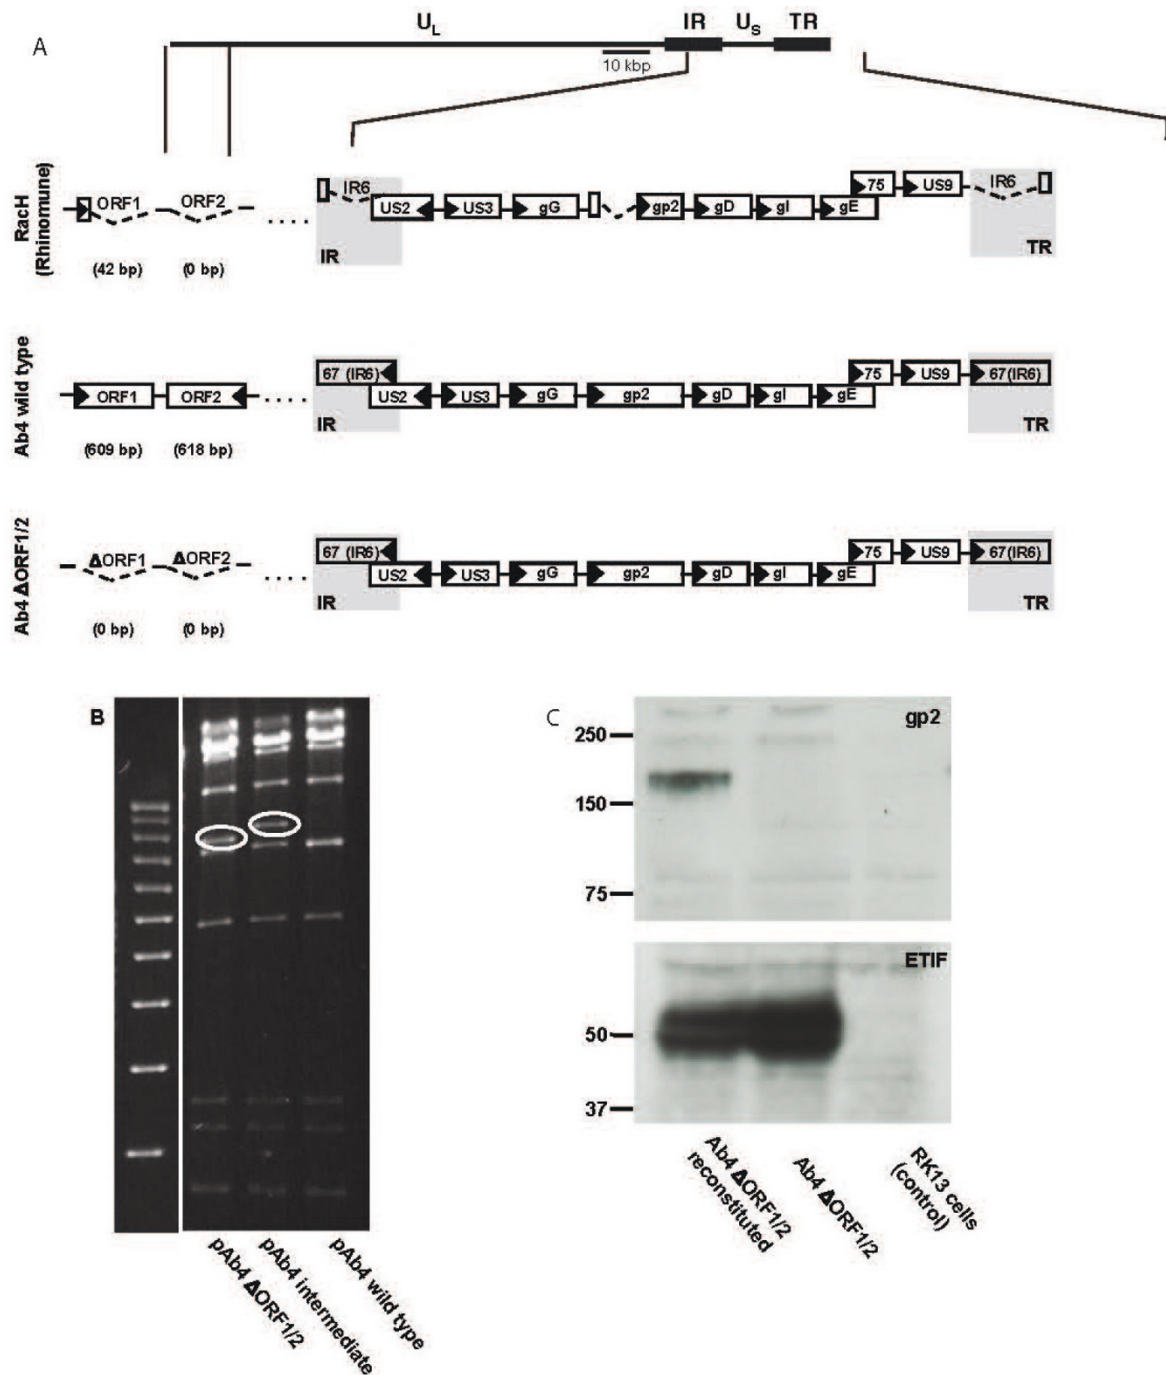 A
U_L IR U_S TR
10 kbp
RacH (Rhinomune)
ORF1 ORF2 IR6 US2 US3 gG gp2 gD gI gE 75 US9 IR6
(42 bp) (0 bp) .... IR TR
Ab4 wild type
ORF1 ORF2 .... 67 (IR6) US2 US3 gG gp2 gD gI gE 75 US9 67(IR6)
IR TR
(609 bp) (618 bp)
Ab4 ΔORF1/2
ΔORF1 ΔORF2 .... 67 (IR6) US2 US3 gG gp2 gD gI gE 75 US9 67(IR6)
IR TR
(0 bp) (0 bp)
B
pAb4 ΔORF1/2
pAb4 intermediate
pAb4 wild type
C
gp2
250
150
75
ETIF
50
37
Ab4 ΔORF1/2 reconstituted
Ab4 ΔORF1/2
RK13 cells (control)